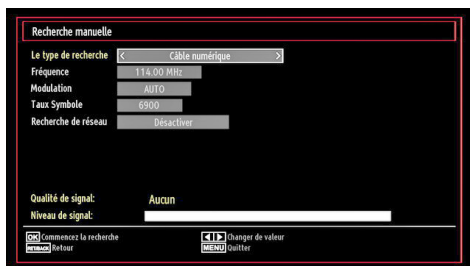 Recherche manuelle
Le type de recherche < Câble numérique >
Fréquence 114.00 MHz
Modulation AUTO
Taux Symbole 6900
Recherche de réseau Désactiver
Qualité de signal: Aucun
Niveau de signal:
OK Commencez la recherche ◀ ▶ Changer de valeur
RET/BACK Retour MENU Quitter